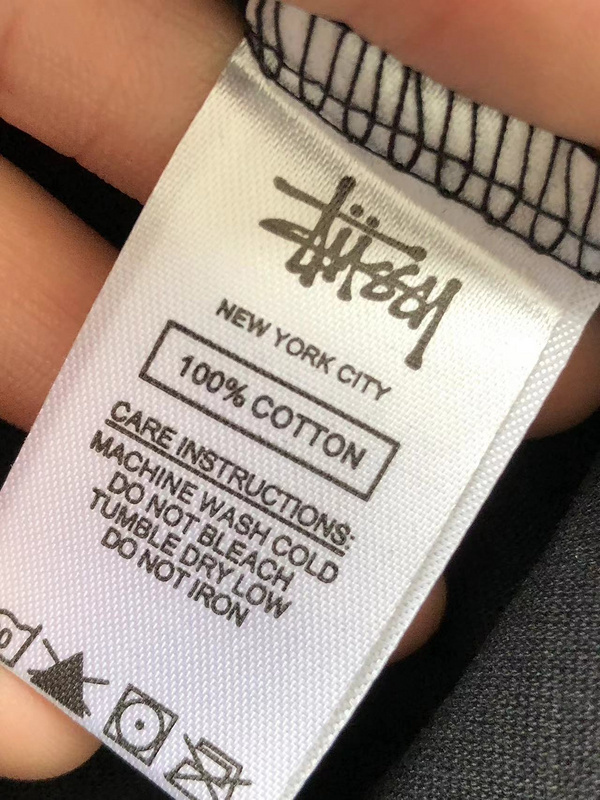 Stüssy
NEW YORK CITY
100% COTTON
CARE INSTRUCTIONS:
MACHINE WASH COLD
DO NOT BLEACH
TUMBLE DRY LOW
DO NOT IRON